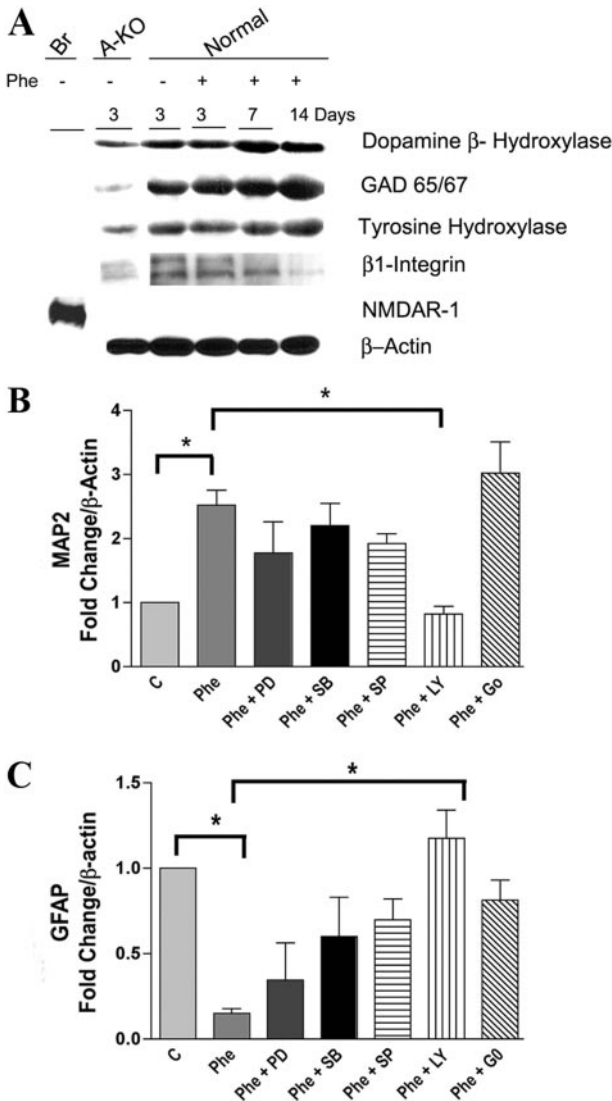 A
Br A-KO Normal
Phe - - - + + +
3 3 3 7 14 Days
Dopamine β- Hydroxylase
GAD 65/67
Tyrosine Hydroxylase
β1-Integrin
NMDAR-1
β–Actin
B
*
*
MAP2
Fold Change/β-Actin
4
3
2
1
0
C
Phe
Phe + PD
Phe + SB
Phe + SP
Phe + LY
Phe + Go
C
*
*
GFAP
Fold Change/β-actin
1.5
1.0
0.5
0.0
C
Phe
Phe + PD
Phe + SB
Phe + SP
Phe + LY
Phe + G0